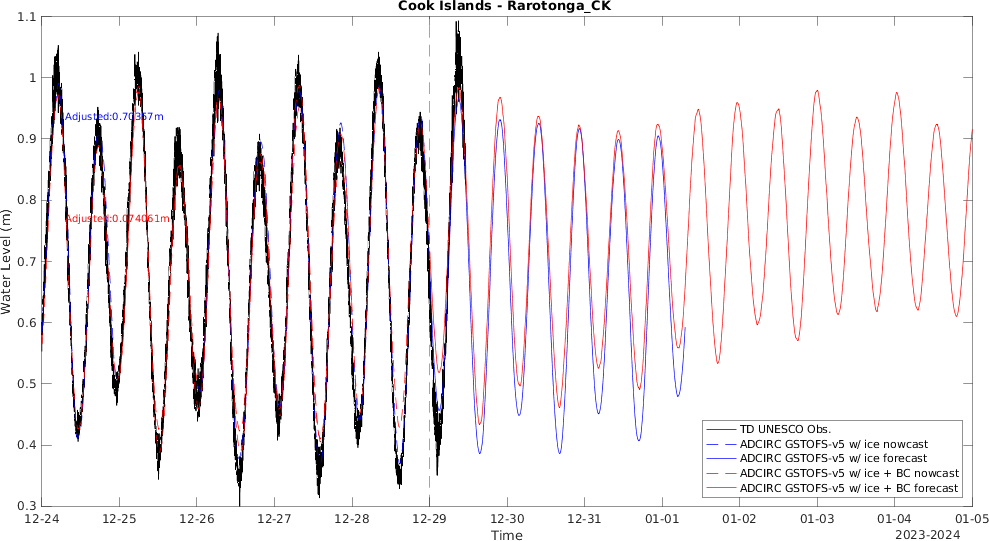 Cook Islands - Rarotonga_CK
1.1
1
0.9
0.8
0.7
0.6
0.5
0.4
0.3
Water Level (m)
Adjusted:0.70367m
Adjusted:0.074061m
TD UNESCO Obs.
ADCIRC GSTOFS-v5 w/ ice nowcast
ADCIRC GSTOFS-v5 w/ ice forecast
ADCIRC GSTOFS-v5 w/ ice + BC nowcast
ADCIRC GSTOFS-v5 w/ ice + BC forecast
12-24 12-25 12-26 12-27 12-28 12-29 12-30 12-31 01-01 01-02 01-03 01-04 01-05
Time
2023-2024